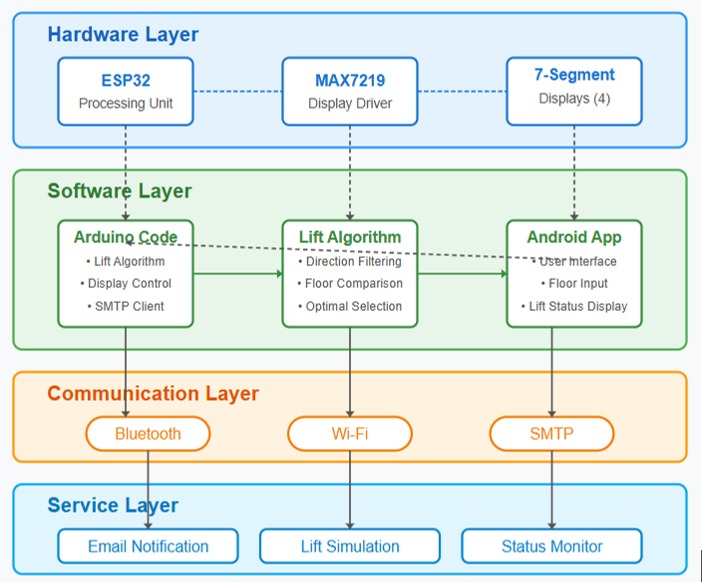 Hardware Layer
ESP32
Processing Unit
MAX7219
Display Driver
7-Segment
Displays (4)
Software Layer
Arduino Code
• Lift Algorithm
• Display Control
• SMTP Client
Lift Algorithm
• Direction Filtering
• Floor Comparison
• Optimal Selection
Android App
• User Interface
• Floor Input
• Lift Status Display
Communication Layer
Bluetooth
Wi-Fi
SMTP
Service Layer
Email Notification
Lift Simulation
Status Monitor